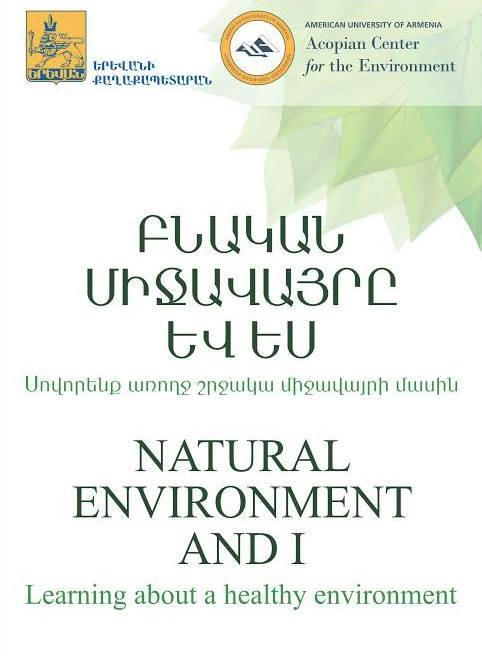 ԵՐԵՎԱՆ
ԵՐԵՎԱՆԻ
ՔԱՂԱՔԱՊԵՏԱՐԱՆ
AMERICAN UNIVERSITY OF ARMENIA
Acopian Center
for the Environment
ԲՆԱԿԱՆ
ՄԻՋԱՎԱՅՐԸ
ԵՎ ԵՍ
Սովորենք առողջ շրջակա միջավայրի մասին
NATURAL
ENVIRONMENT
AND I
Learning about a healthy environment